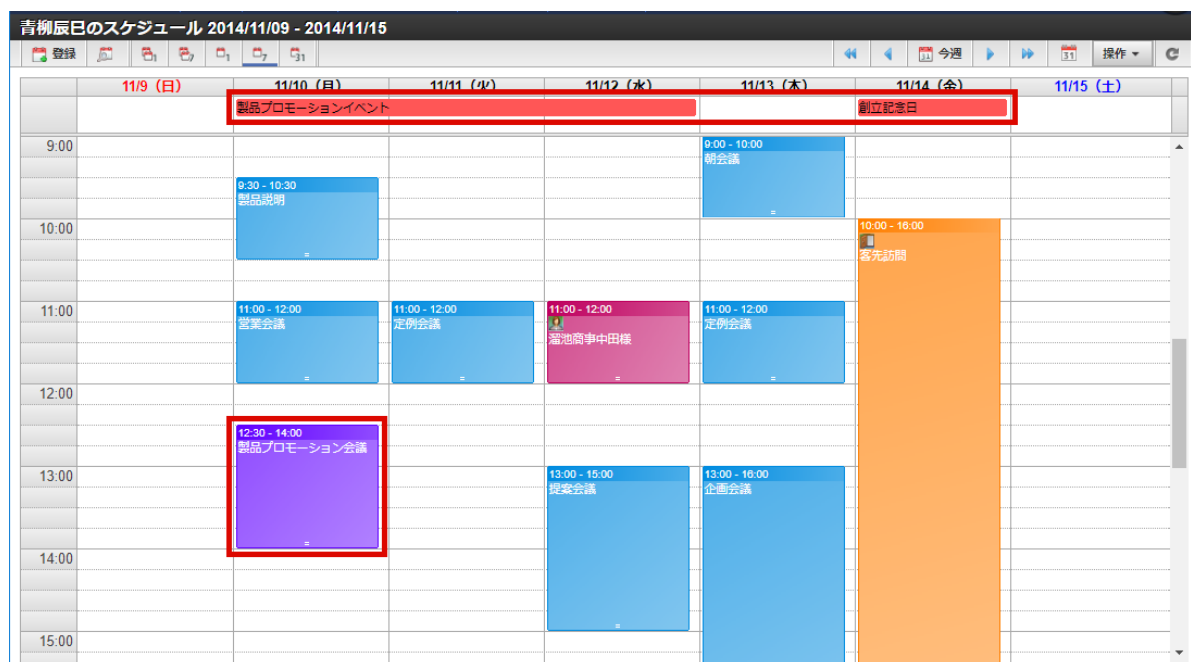 青柳辰巳のスケジュール 2014/11/09 - 2014/11/15
登録 1 7 1 7 31 31 今週 31 操作
11/9（日） 11/10（月） 11/11（火） 11/12（水） 11/13（木） 11/14（金） 11/15（土）
製品プロモーションイベント 創立記念日
9:00
9:00 - 10:00
朝会議
9:30 - 10:30
製品説明
10:00
10:00 - 16:00
客先訪問
11:00
11:00 - 12:00 11:00 - 12:00 11:00 - 12:00 11:00 - 12:00
営業会議 定例会議 溜池商事中田様 定例会議
12:00
12:30 - 14:00
製品プロモーション会議
13:00
13:00 - 15:00 13:00 - 16:00
提案会議 企画会議
14:00
15:00